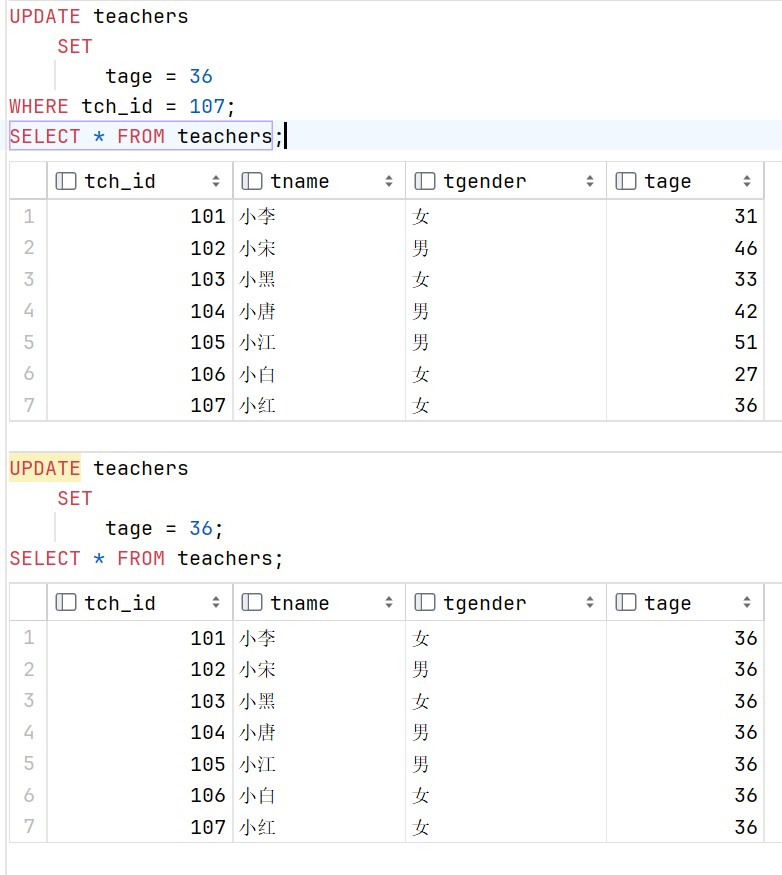 UPDATE teachers
SET
tage = 36
WHERE tch_id = 107;
SELECT * FROM teachers;
tch_id tname tgender tage
1 101 小李 女 31
2 102 小宋 男 46
3 103 小黑 女 33
4 104 小唐 男 42
5 105 小江 男 51
6 106 小白 女 27
7 107 小红 女 36
UPDATE teachers
SET
tage = 36;
SELECT * FROM teachers;
tch_id tname tgender tage
1 101 小李 女 36
2 102 小宋 男 36
3 103 小黑 女 36
4 104 小唐 男 36
5 105 小江 男 36
6 106 小白 女 36
7 107 小红 女 36